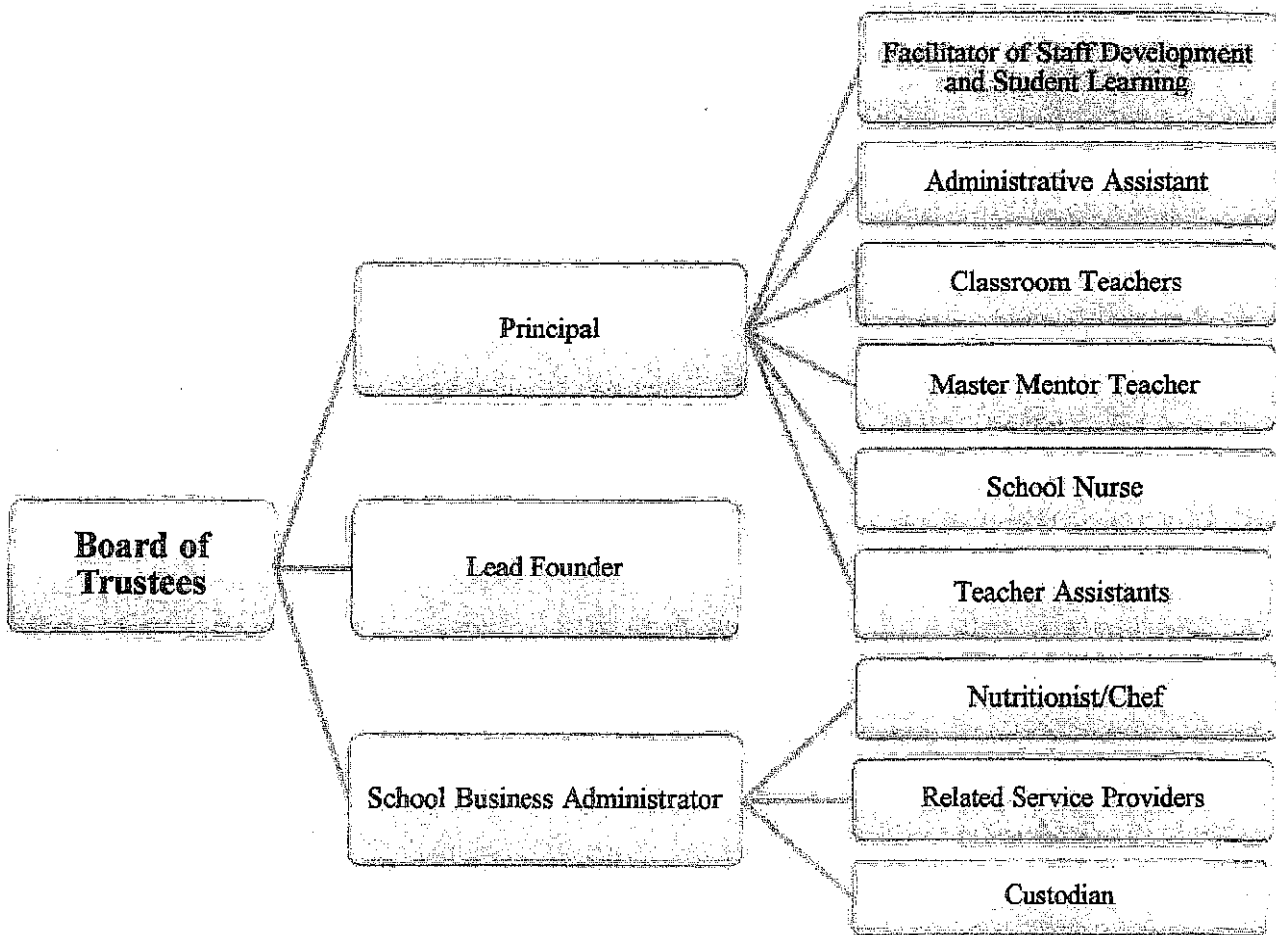 Facilitator of Staff Development
and Student Learning
Administrative Assistant
Classroom Teachers
Principal
Master Mentor Teacher
School Nurse
Board of
Trustees
Lead Founder
Teacher Assistants
Nutritionist/Chef
School Business Administrator
Related Service Providers
Custodian